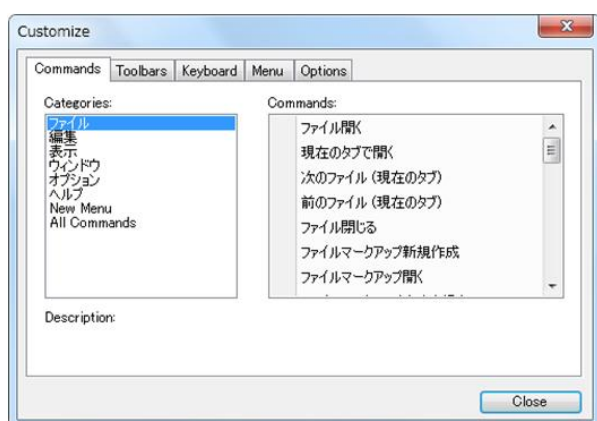 Customize
Commands Toolbars Keyboard Menu Options
Categories:
ファイル
編集
表示
ウィンドウ
オプション
ヘルプ
New Menu
All Commands
Commands:
ファイル開く
現在のタブで開く
次のファイル (現在のタブ)
前のファイル (現在のタブ)
ファイル閉じる
ファイルマークアップ新規作成
ファイルマークアップ開く
Description:
Close